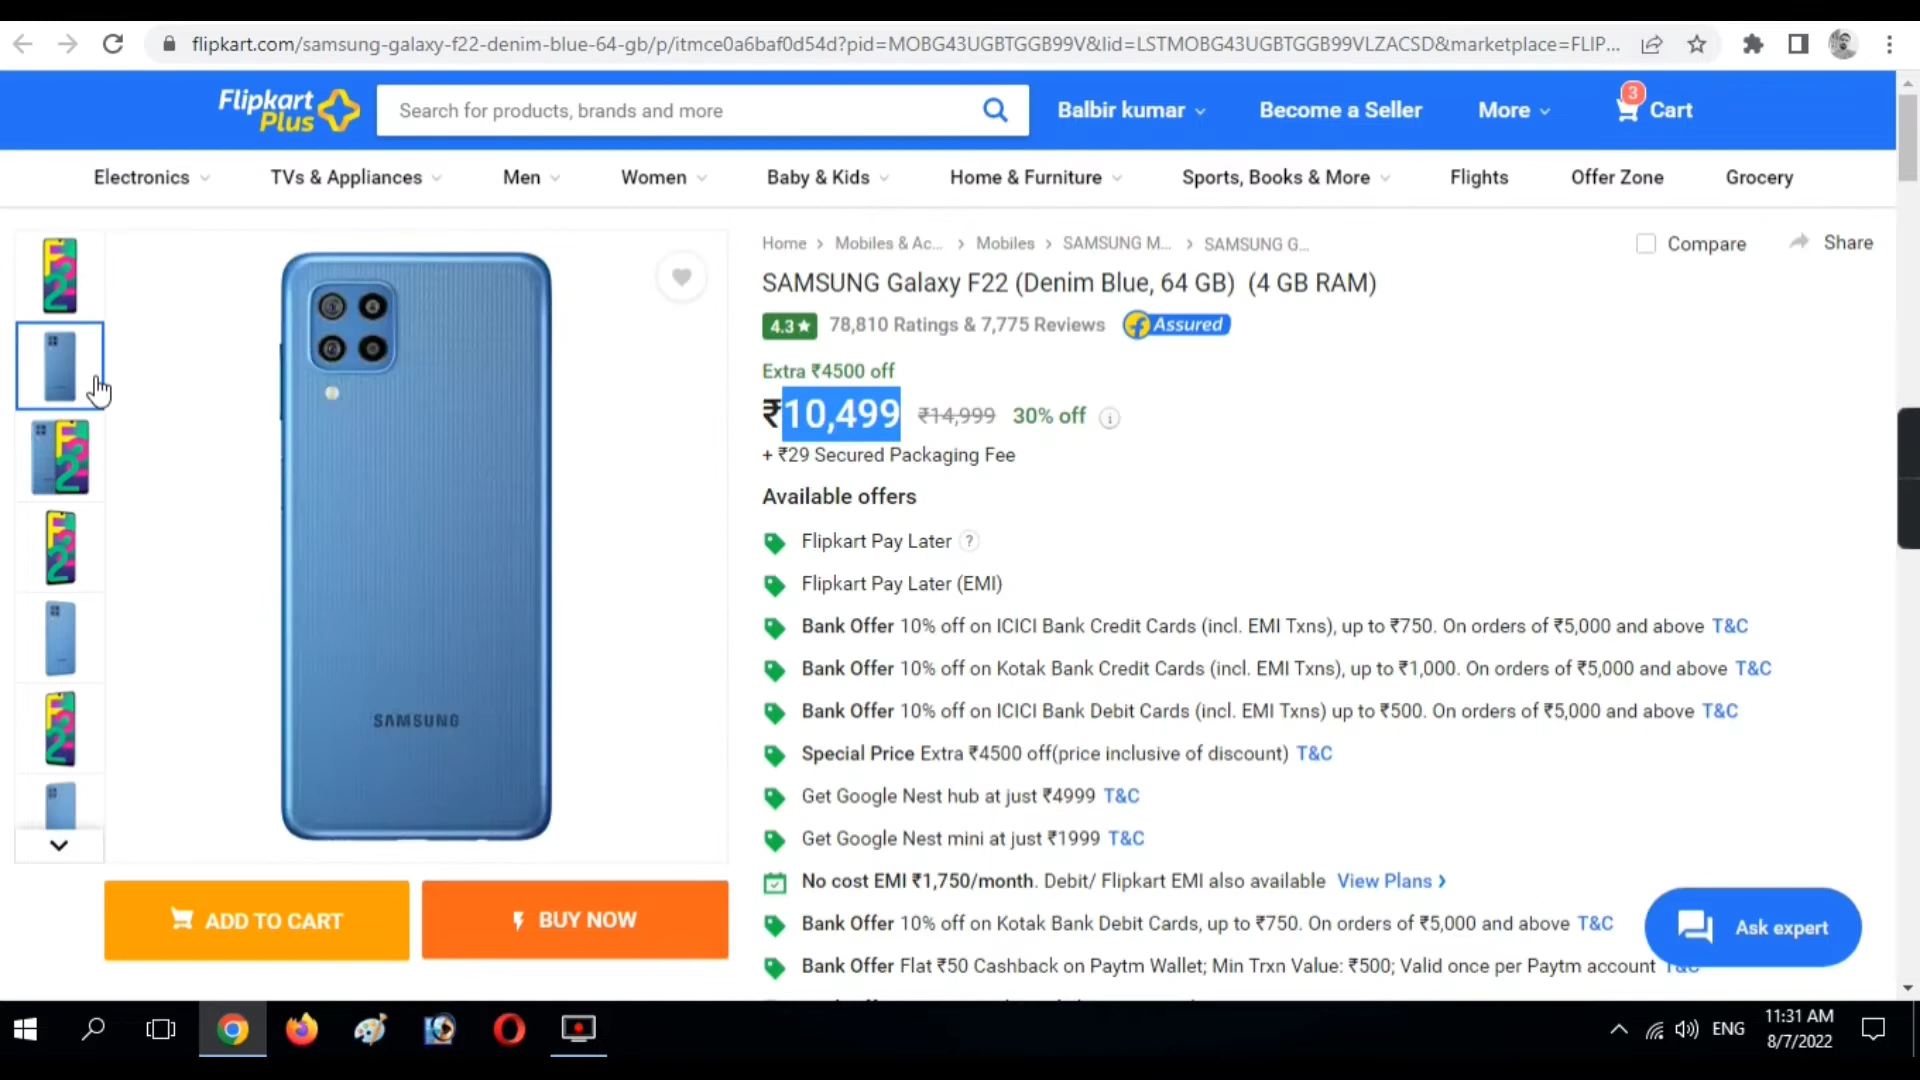 flipkart.com/samsung-galaxy-f22-denim-blue-64-gb/p/itmce0a6baf0d54d?pid=MOBG43UGBTGGB99V&lid=LSTMOBG43UGBTGGB99VLZACSD&marketplace=FLIP...
Flipkart Plus
Search for products, brands and more
Balbir kumar
Become a Seller
More
3
Cart
Electronics
TVs & Appliances
Men
Women
Baby & Kids
Home & Furniture
Sports, Books & More
Flights
Offer Zone
Grocery
Home > Mobiles & Ac... > Mobiles > SAMSUNG M... > SAMSUNG G...
Compare
Share
SAMSUNG Galaxy F22 (Denim Blue, 64 GB) (4 GB RAM)
4.3★ 78,810 Ratings & 7,775 Reviews Assured
Extra ₹4500 off
₹10,499 ₹14,999 30% off
+ ₹29 Secured Packaging Fee
Available offers
Flipkart Pay Later ?
Flipkart Pay Later (EMI)
Bank Offer 10% off on ICICI Bank Credit Cards (incl. EMI Txns), up to ₹750. On orders of ₹5,000 and above T&C
Bank Offer 10% off on Kotak Bank Credit Cards (incl. EMI Txns), up to ₹1,000. On orders of ₹5,000 and above T&C
Bank Offer 10% off on ICICI Bank Debit Cards (incl. EMI Txns) up to ₹500. On orders of ₹5,000 and above T&C
Special Price Extra ₹4500 off(price inclusive of discount) T&C
Get Google Nest hub at just ₹4999 T&C
Get Google Nest mini at just ₹1999 T&C
No cost EMI ₹1,750/month. Debit/ Flipkart EMI also available View Plans >
Bank Offer 10% off on Kotak Bank Debit Cards, up to ₹750. On orders of ₹5,000 and above T&C
Bank Offer Flat ₹50 Cashback on Paytm Wallet; Min Trxn Value: ₹500; Valid once per Paytm account T&C
SAMSUNG
F22
ADD TO CART
BUY NOW
Ask expert
ENG
11:31 AM
8/7/2022